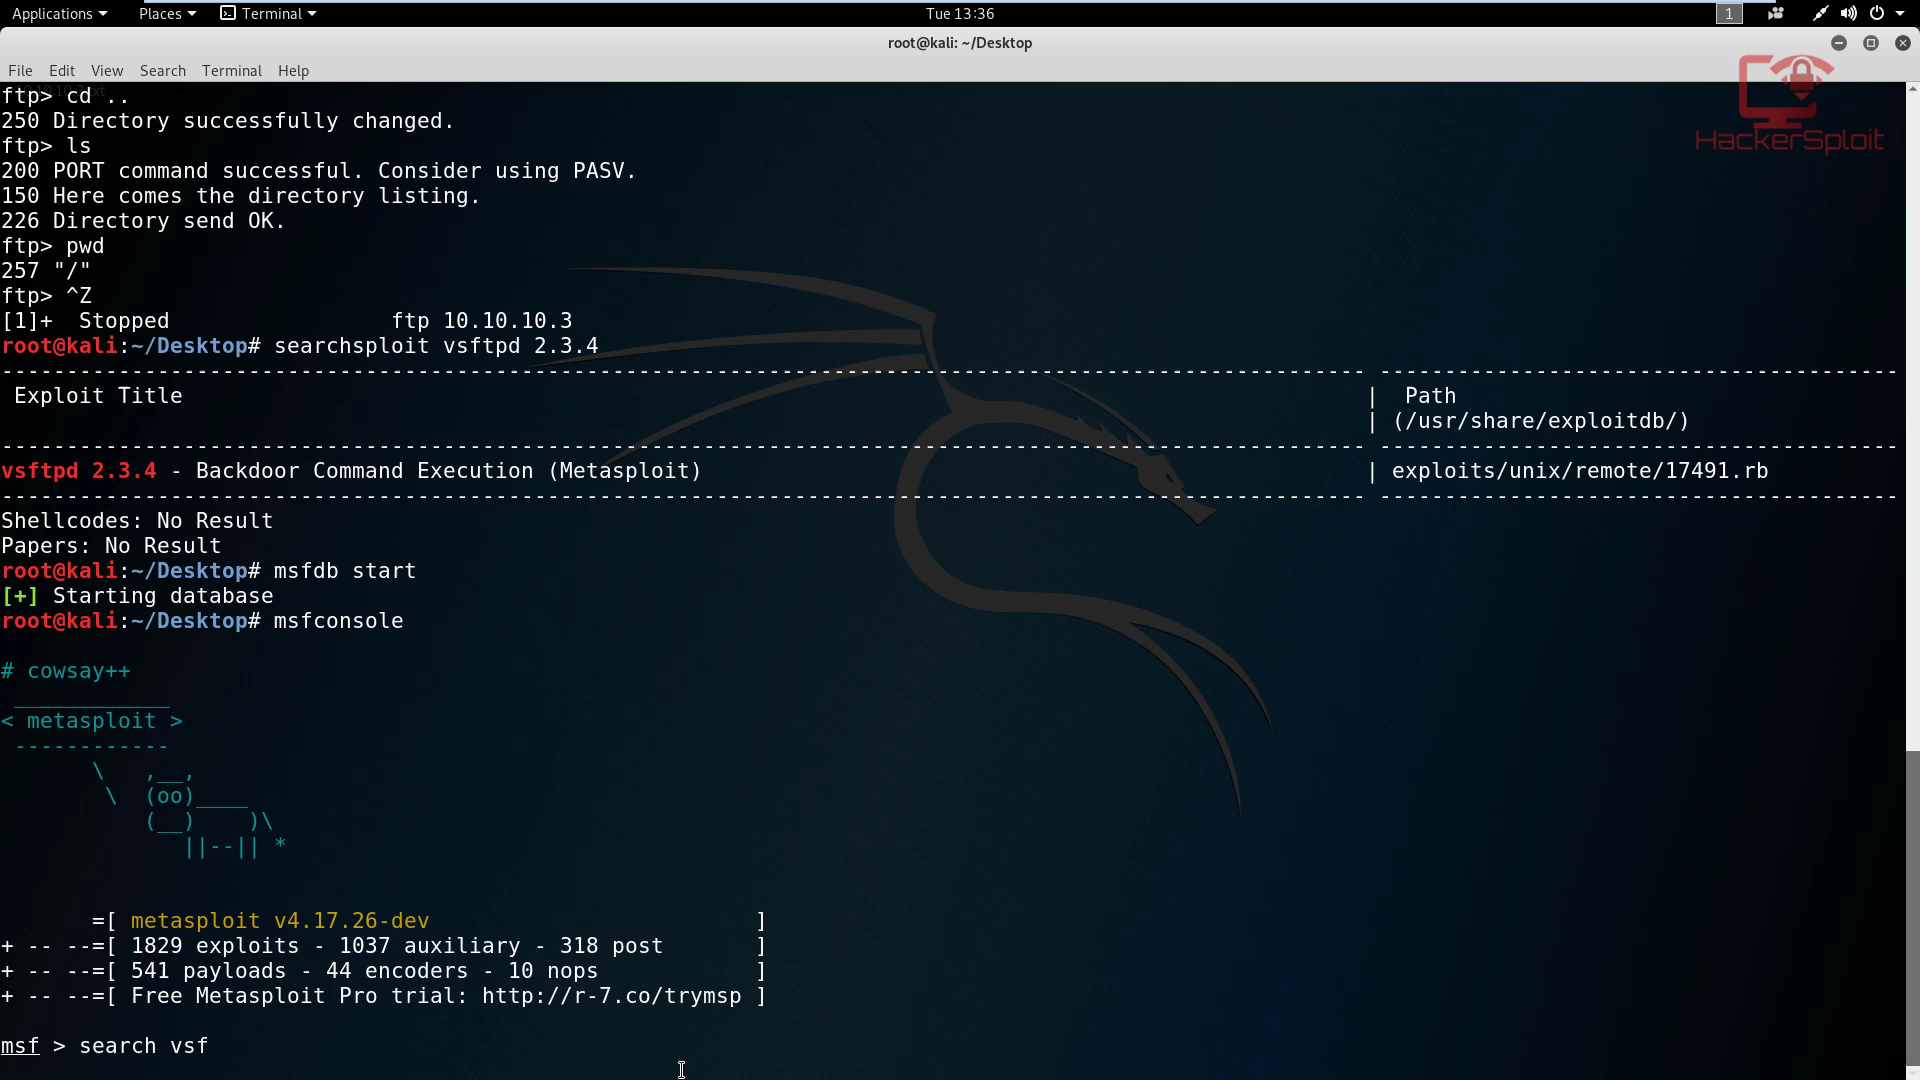 Applications Places Terminal Tue 13:36 1
root@kali: ~/Desktop
File Edit View Search Terminal Help
HackerSploit
ftp> cd ..
250 Directory successfully changed.
ftp> ls
200 PORT command successful. Consider using PASV.
150 Here comes the directory listing.
226 Directory send OK.
ftp> pwd
257 "/"
ftp> ^Z
[1]+  Stopped                 ftp 10.10.10.3
root@kali:~/Desktop# searchsploit vsftpd 2.3.4
--------------------------------------------------------------------------------------------------------- ----------------------------------------
 Exploit Title                                                                                           |  Path
                                                                                                         | (/usr/share/exploitdb/)
--------------------------------------------------------------------------------------------------------- ----------------------------------------
vsftpd 2.3.4 - Backdoor Command Execution (Metasploit)                                                   | exploits/unix/remote/17491.rb
--------------------------------------------------------------------------------------------------------- ----------------------------------------
Shellcodes: No Result
Papers: No Result
root@kali:~/Desktop# msfdb start
[+] Starting database
root@kali:~/Desktop# msfconsole
# cowsay++
 ____________
< metasploit >
 ------------
       \   ,__,
        \  (oo)____
           (__)    )\
              ||--|| *
       =[ metasploit v4.17.26-dev                         ]
+ -- --=[ 1829 exploits - 1037 auxiliary - 318 post       ]
+ -- --=[ 541 payloads - 44 encoders - 10 nops            ]
+ -- --=[ Free Metasploit Pro trial: http://r-7.co/trymsp ]
msf > search vsf